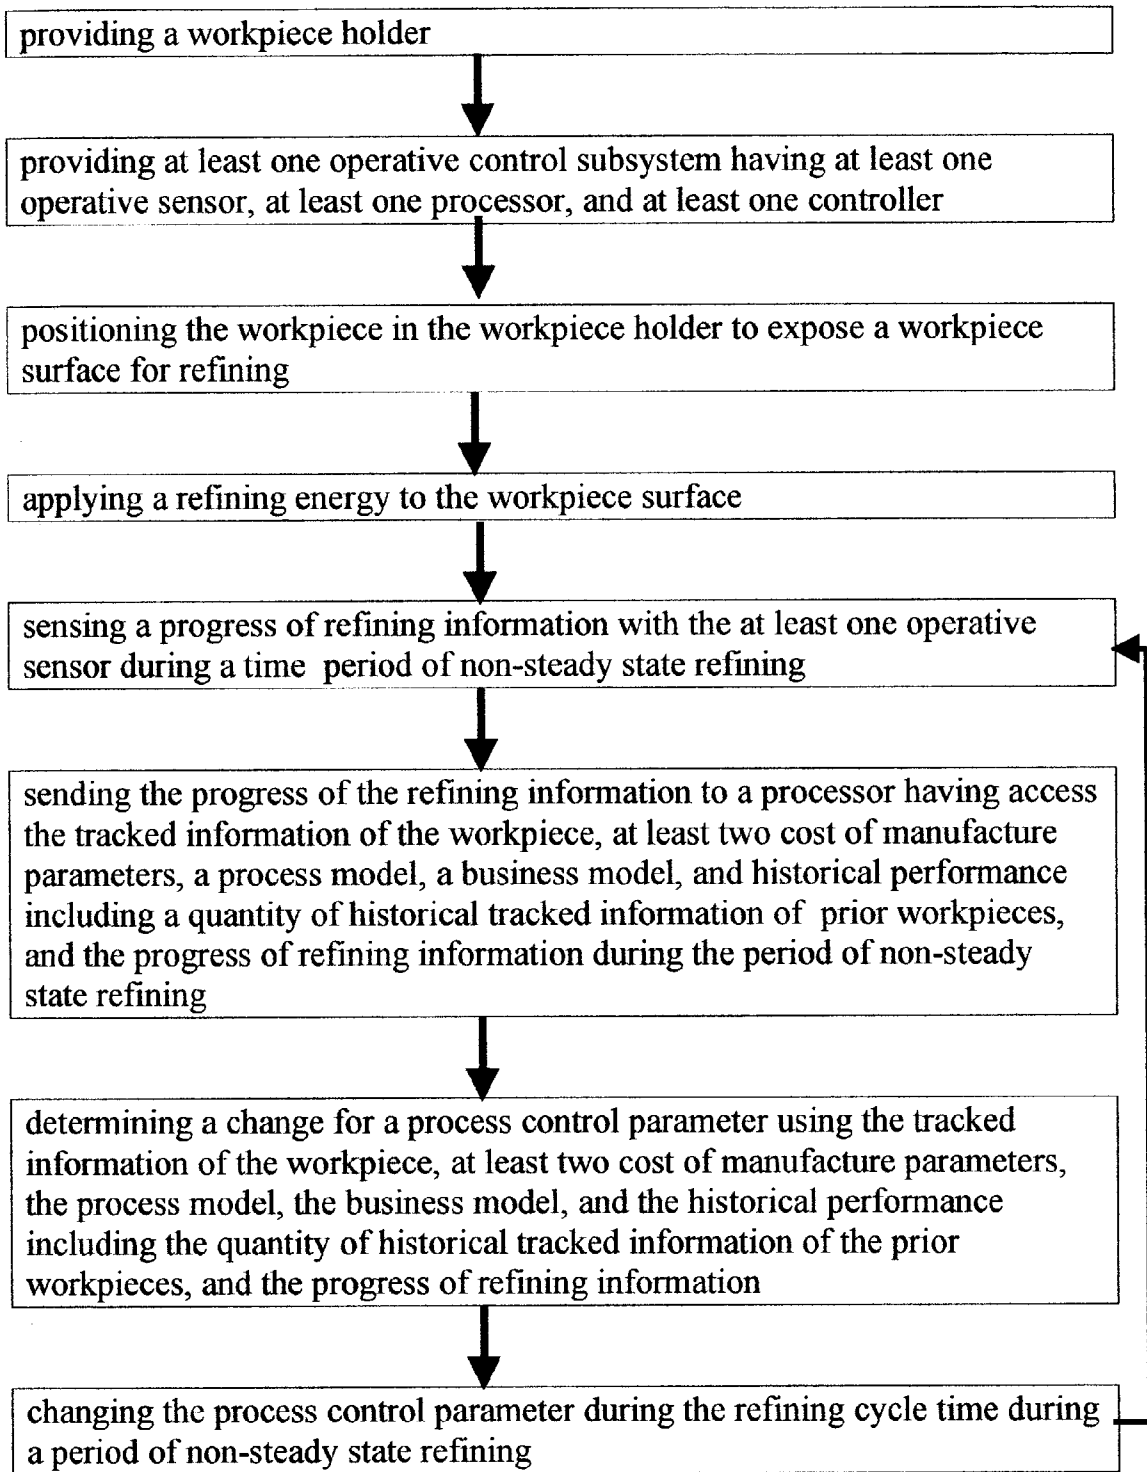 providing a workpiece holder
providing at least one operative control subsystem having at least one
operative sensor, at least one processor, and at least one controller
positioning the workpiece in the workpiece holder to expose a workpiece
surface for refining
applying a refining energy to the workpiece surface
sensing a progress of refining information with the at least one operative
sensor during a time period of non-steady state refining
sending the progress of the refining information to a processor having access
the tracked information of the workpiece, at least two cost of manufacture
parameters, a process model, a business model, and historical performance
including a quantity of historical tracked information of prior workpieces,
and the progress of refining information during the period of non-steady
state refining
determining a change for a process control parameter using the tracked
information of the workpiece, at least two cost of manufacture parameters,
the process model, the business model, and the historical performance
including the quantity of historical tracked information of the prior
workpieces, and the progress of refining information
changing the process control parameter during the refining cycle time during
a period of non-steady state refining